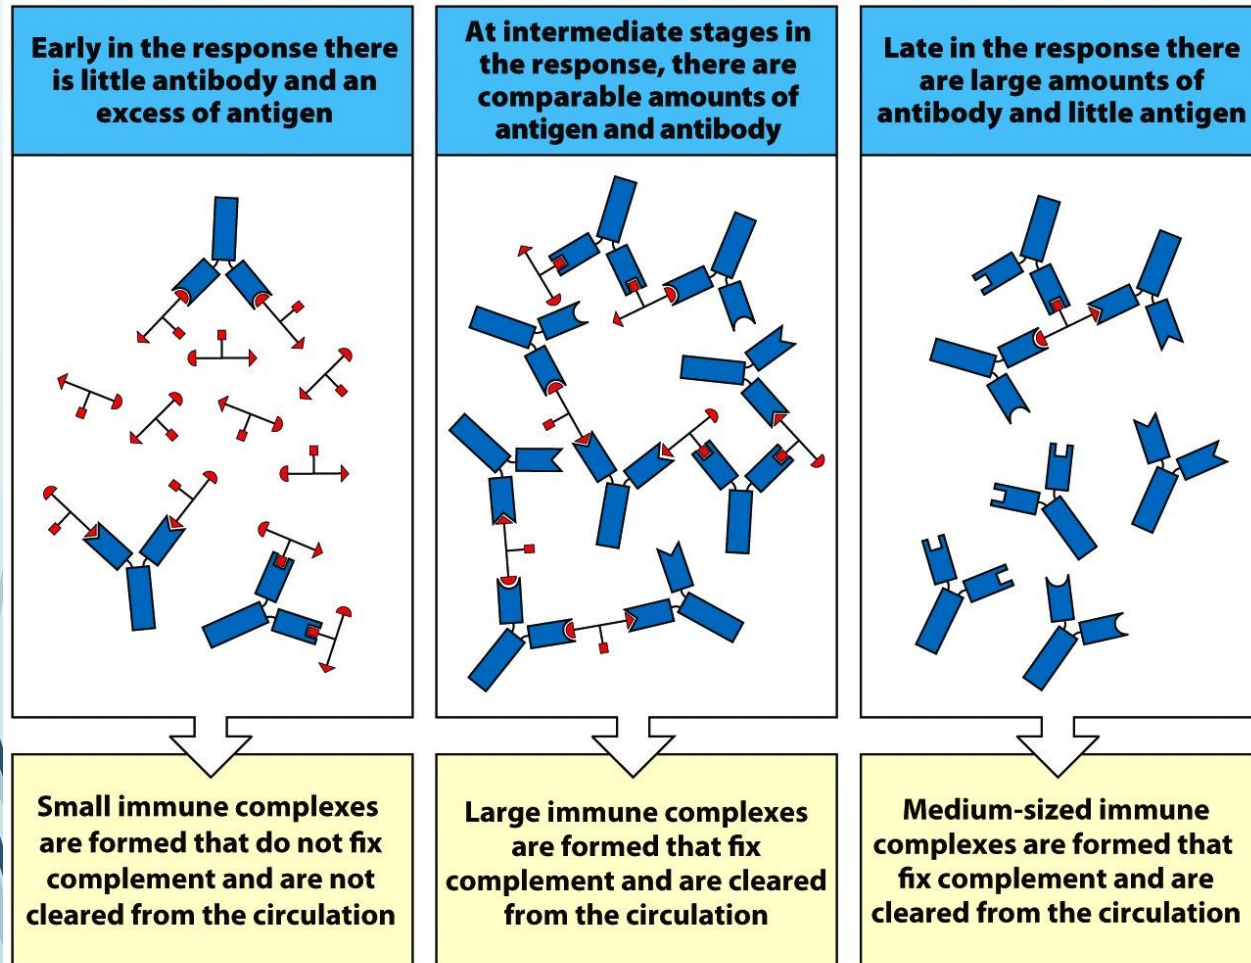 Early in the response there
is little antibody and an
excess of antigen
At intermediate stages in
the response, there are
comparable amounts of
antigen and antibody
Late in the response there
are large amounts of
antibody and little antigen
Small immune complexes
are formed that do not fix
complement and are not
cleared from the circulation
Large immune complexes
are formed that fix
complement and are cleared
from the circulation
Medium-sized immune
complexes are formed that
fix complement and are
cleared from the circulation